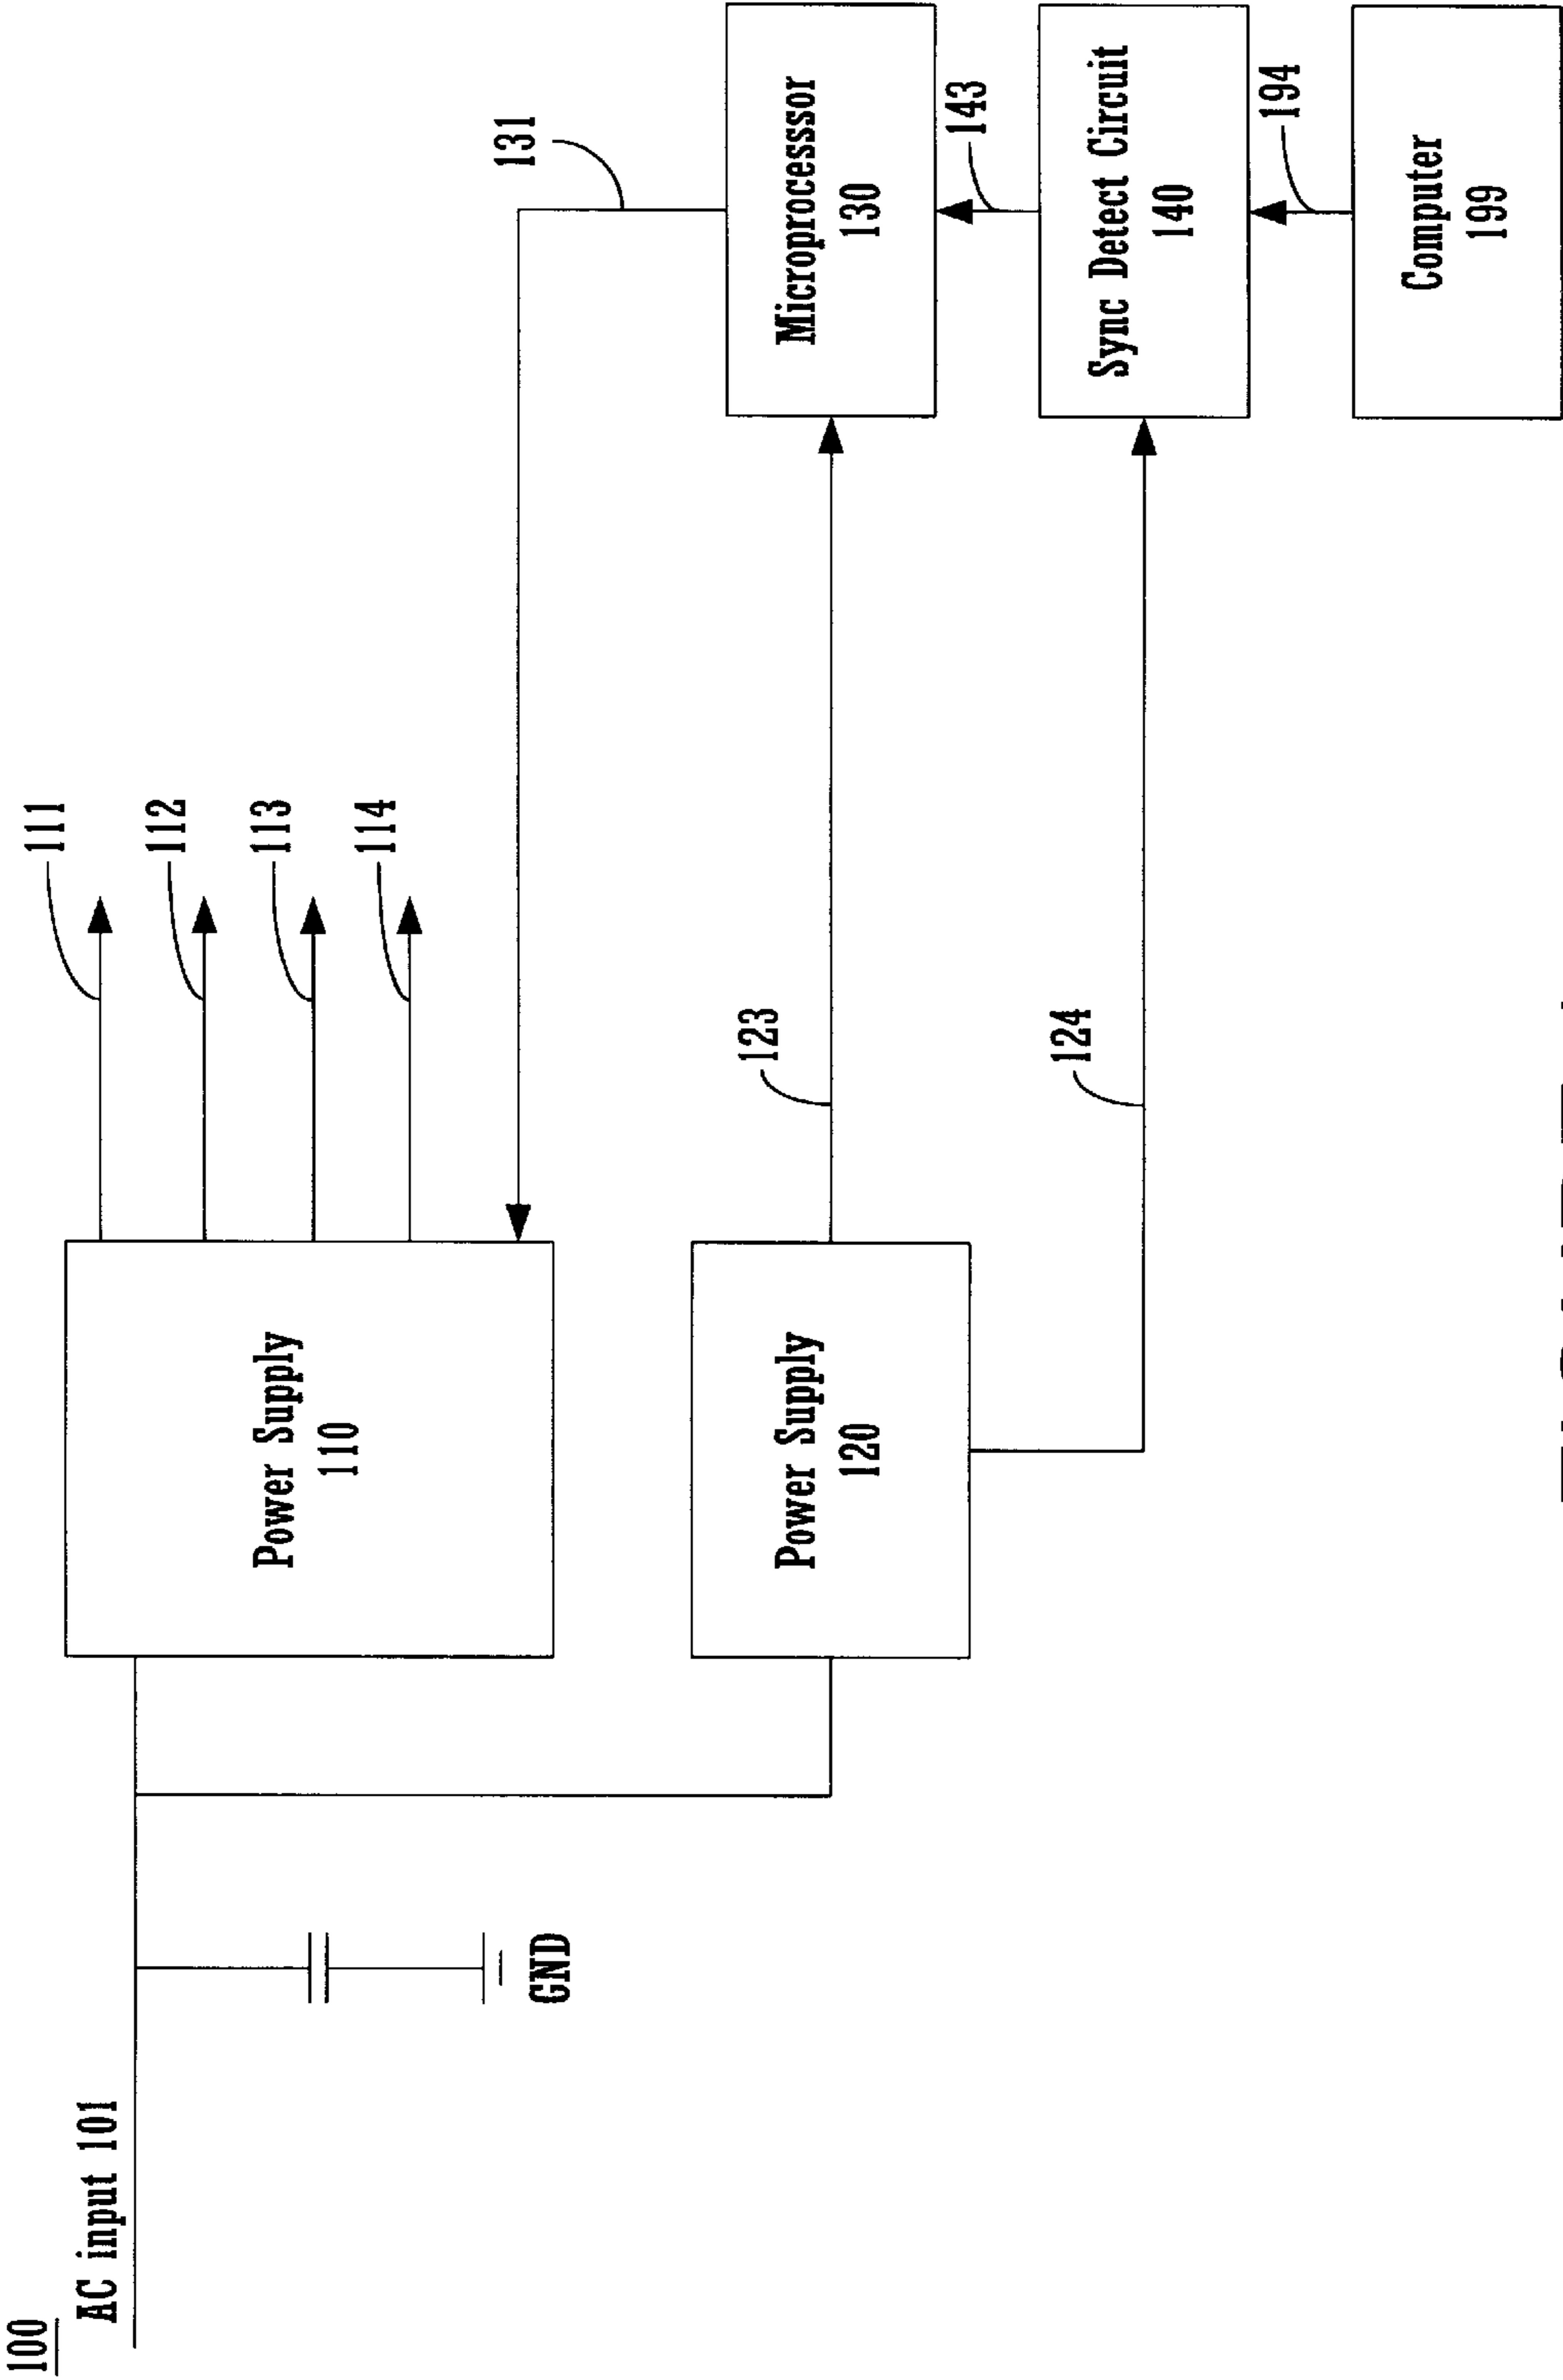 100
AC input 101
GND
Power Supply
110
111
112
113
114
131
Power Supply
120
123
124
Microprocessor
130
143
Sync Detect Circuit
140
194
Computer
199